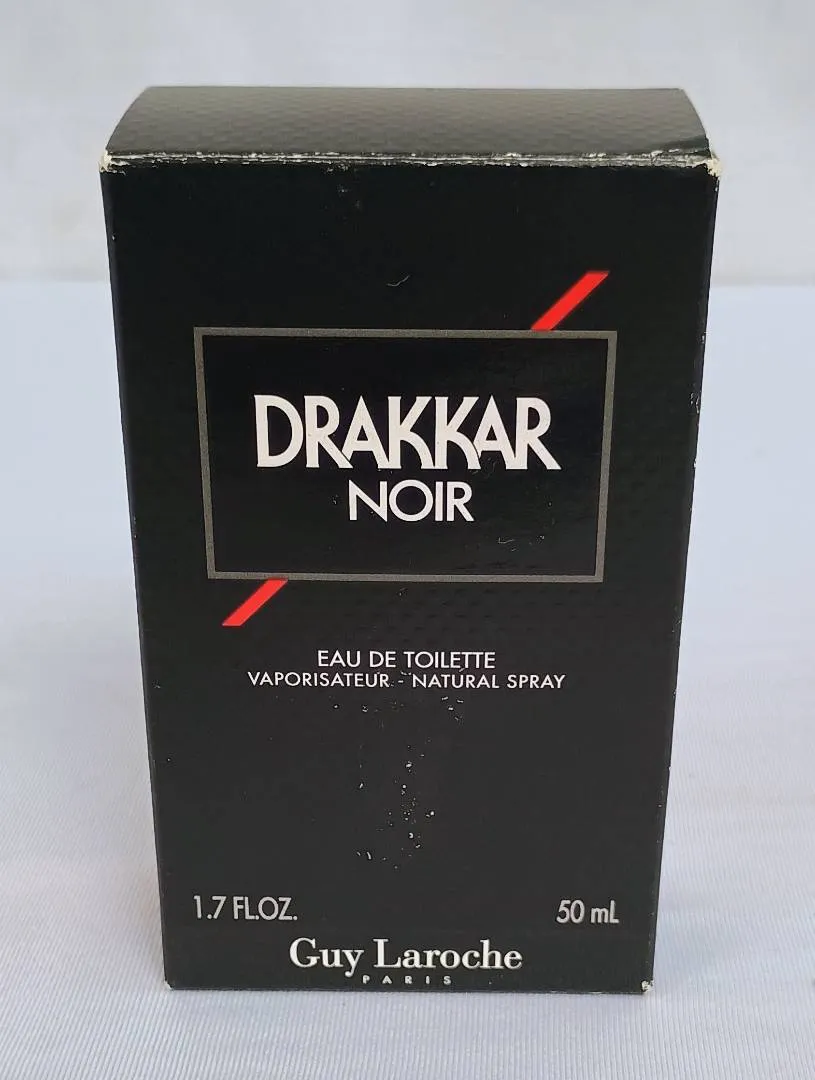 DRAKKAR
NOIR
EAU DE TOILETTE
VAPORISATEUR - NATURAL SPRAY
1.7 FL.OZ. 50 mL
Guy Laroche
PARIS